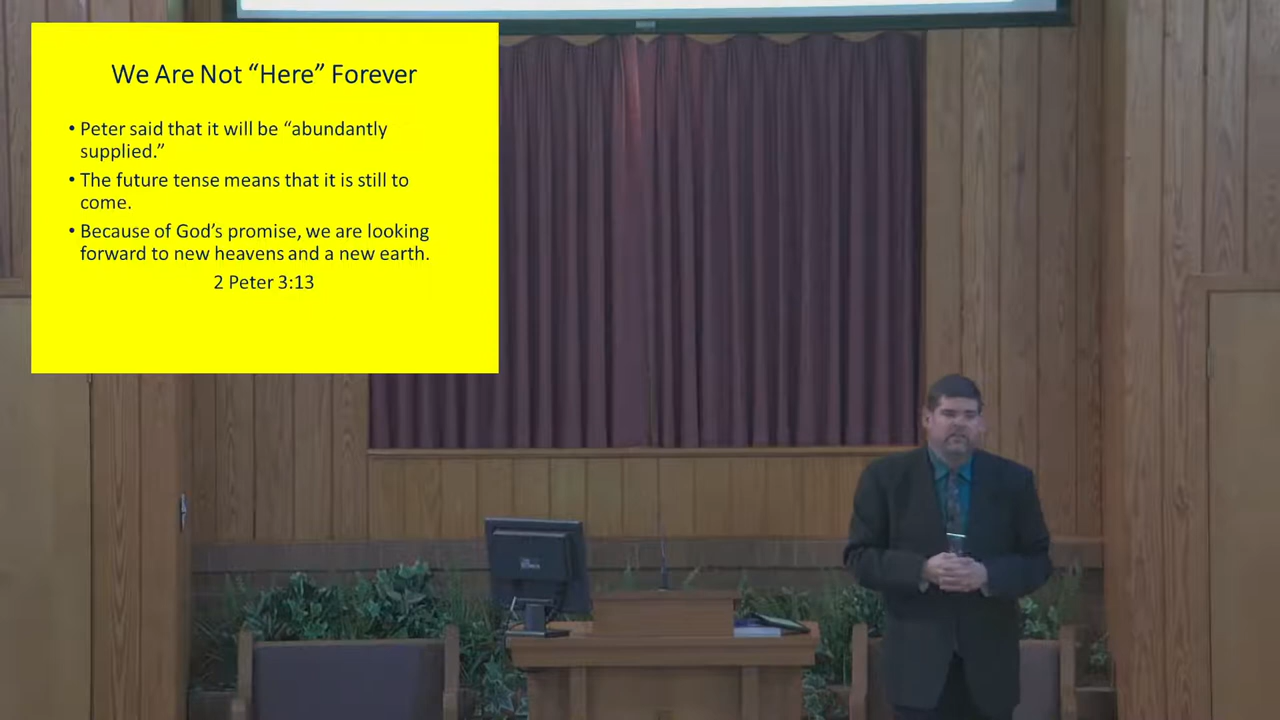 We Are Not “Here” Forever
• Peter said that it will be “abundantly
supplied.”
• The future tense means that it is still to
come.
• Because of God’s promise, we are looking
forward to new heavens and a new earth.
2 Peter 3:13